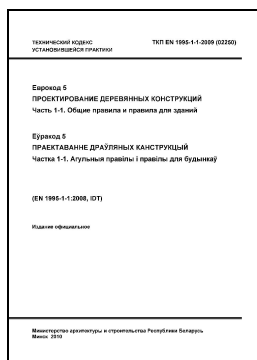 ТЕХНИЧЕСКИЙ КОДЕКС
УСТАНОВИВШЕЙСЯ ПРАКТИКИ
ТКП EN 1995-1-1-2009 (02250)
Еврокод 5
ПРОЕКТИРОВАНИЕ ДЕРЕВЯННЫХ КОНСТРУКЦИЙ
Часть 1-1. Общие правила и правила для зданий
Еўракод 5
ПРАЕКТАВАННЕ ДРАЎЛЯНЫХ КАНСТРУКЦЫЙ
Частка 1-1. Агульныя правілы і правілы для будынкаў
(EN 1995-1-1:2008, IDT)
Издание официальное
Министерство архитектуры и строительства Республики Беларусь
Минск 2010